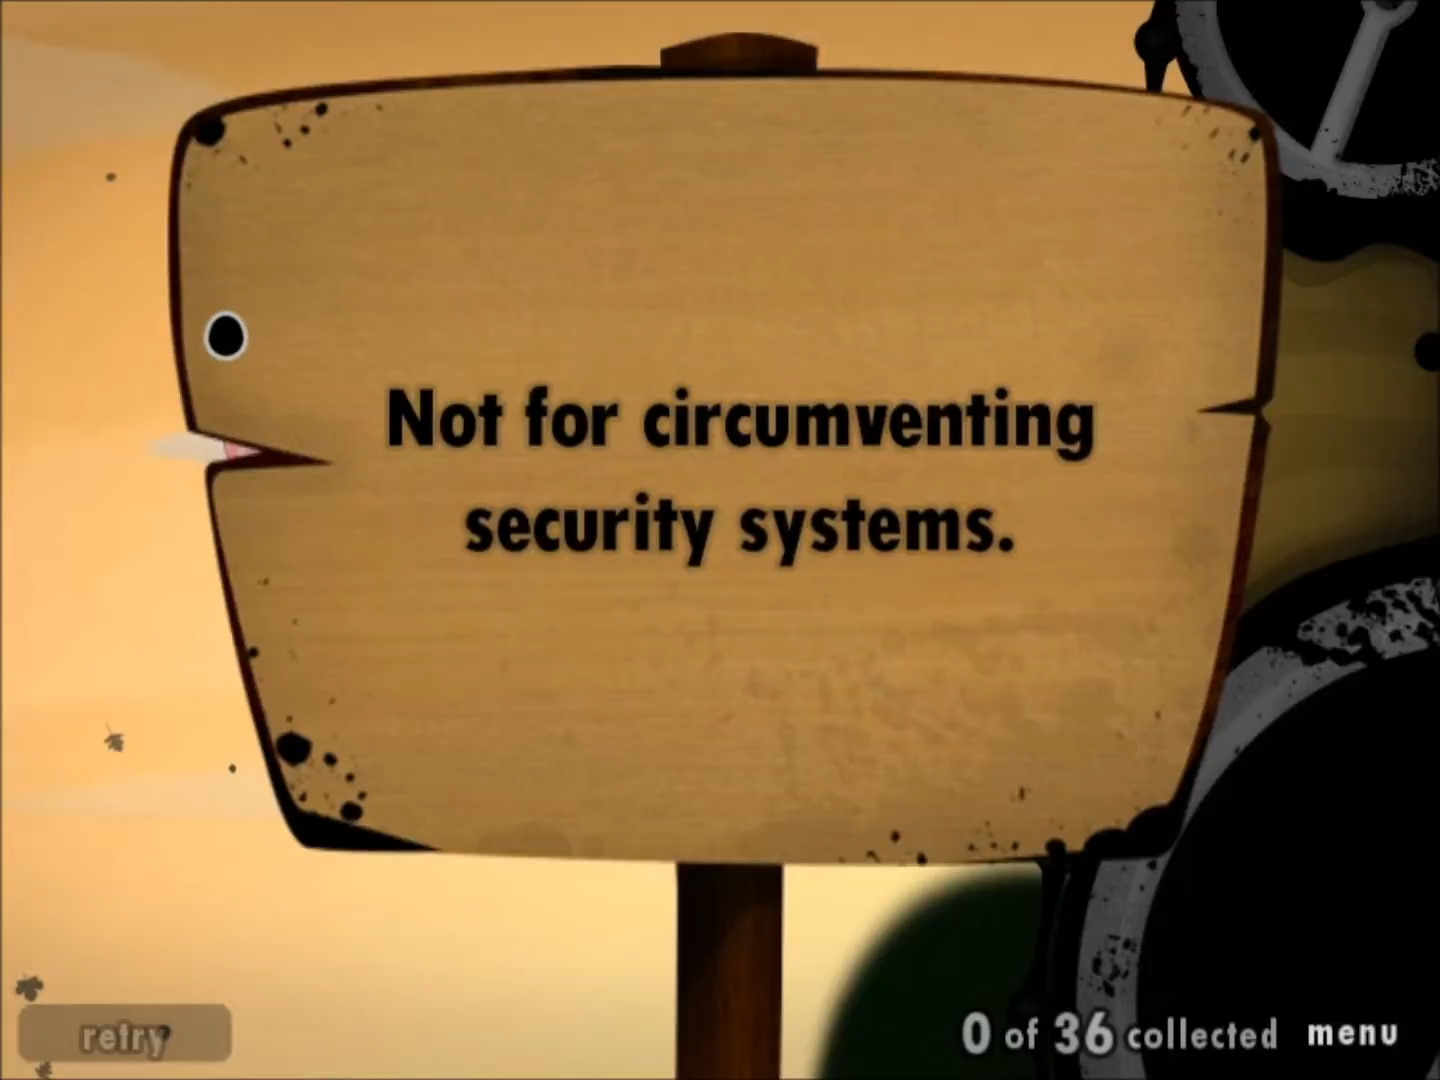 Not for circumventing
security systems.
retry
0 of 36 collected menu